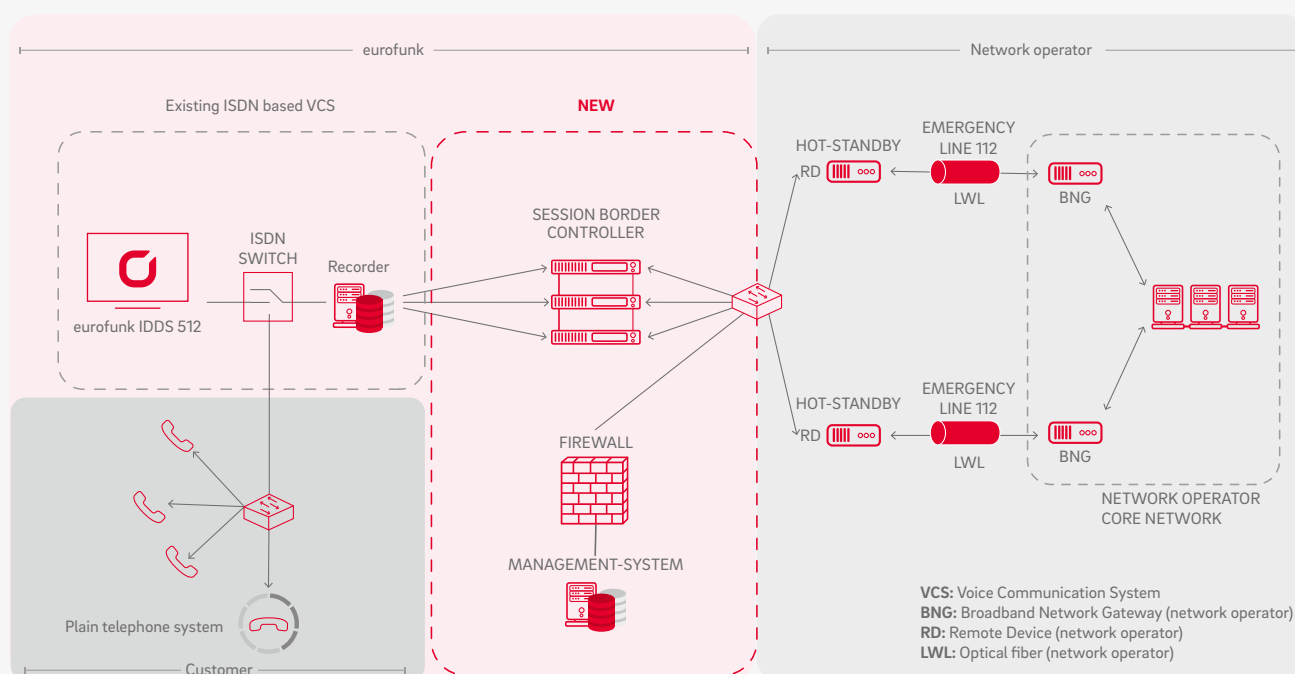 eurofunk
Network operator
Existing ISDN based VCS
NEW
eurofunk IDDS 512
ISDN
SWITCH
Recorder
SESSION BORDER
CONTROLLER
FIREWALL
MANAGEMENT-SYSTEM
HOT-STANDBY
RD
EMERGENCY
LINE 112
LWL
BNG
HOT-STANDBY
RD
EMERGENCY
LINE 112
LWL
BNG
NETWORK OPERATOR
CORE NETWORK
Plain telephone system
Customer
VCS: Voice Communication System
BNG: Broadband Network Gateway (network operator)
RD: Remote Device (network operator)
LWL: Optical fiber (network operator)